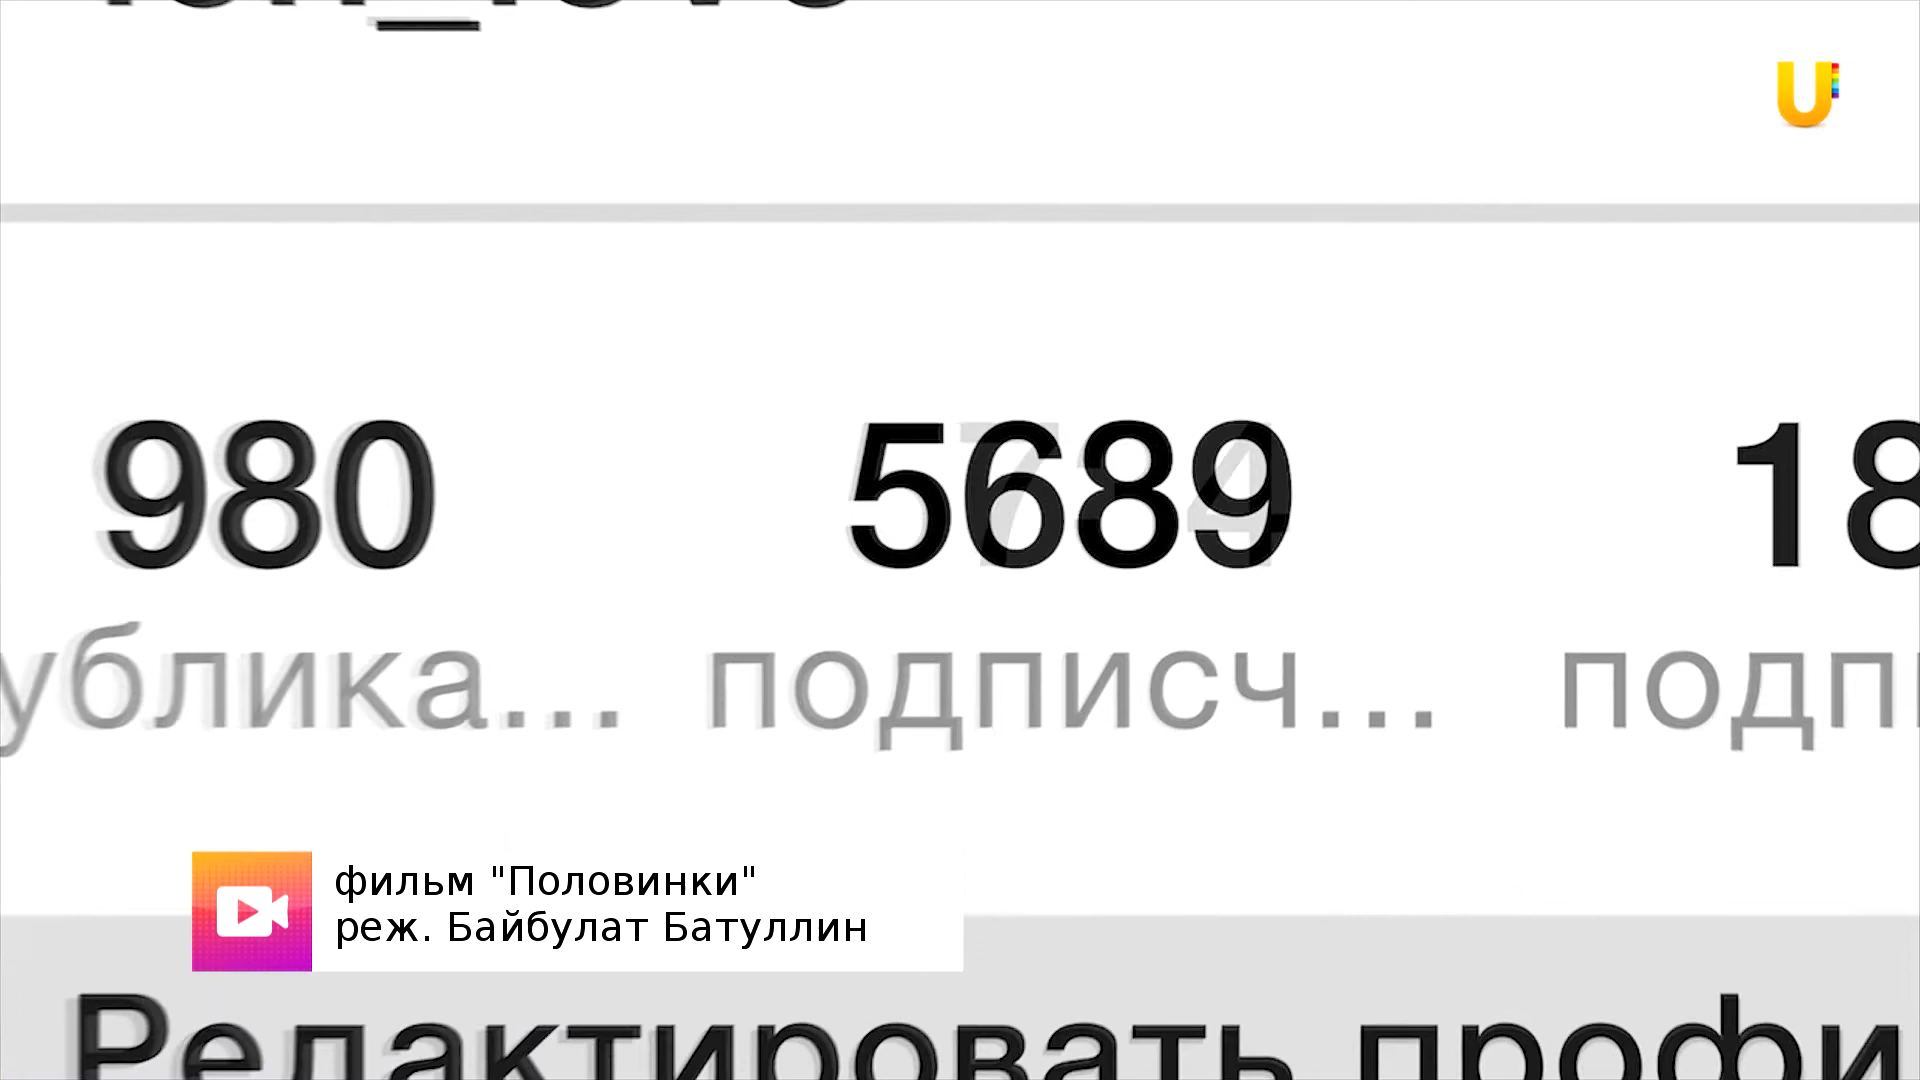 U
980 5689 18
ублика... подписч... подп
фильм "Половинки"
реж. Байбулат Батуллин
Редактировать профи